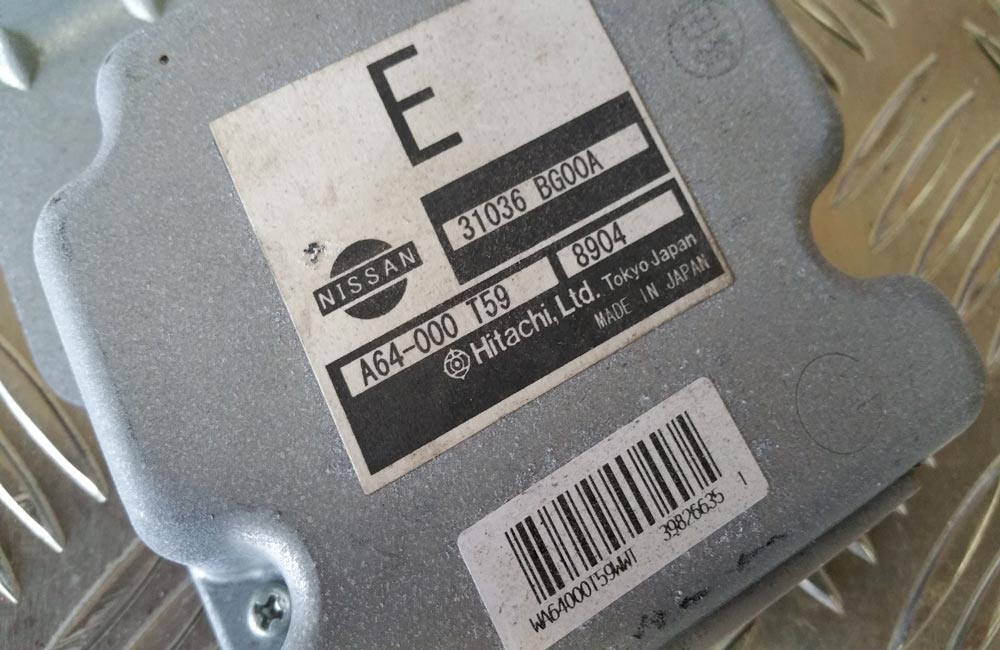 E
31036 BG00A
NISSAN
8904
A64-000 T59
Hitachi, Ltd. Tokyo Japan
MADE IN JAPAN
WA64000T59WWT 39826635 1